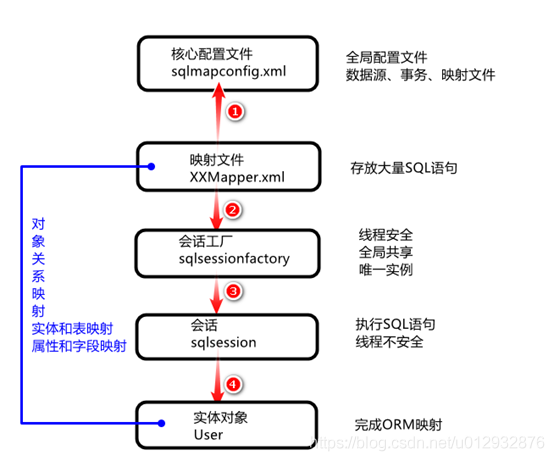 核心配置文件
sqlmapconfig.xml
全局配置文件
数据源、事务、映射文件
1
映射文件
XXMapper.xml
存放大量SQL语句
2
会话工厂
sqlsessionfactory
线程安全
全局共享
唯一实例
3
会话
sqlsession
执行SQL语句
线程不安全
对
象
关
系
映
射
实体和表映射
属性和字段映射
4
实体对象
User
完成ORM映射
https://blog.csdn.net/u012932876